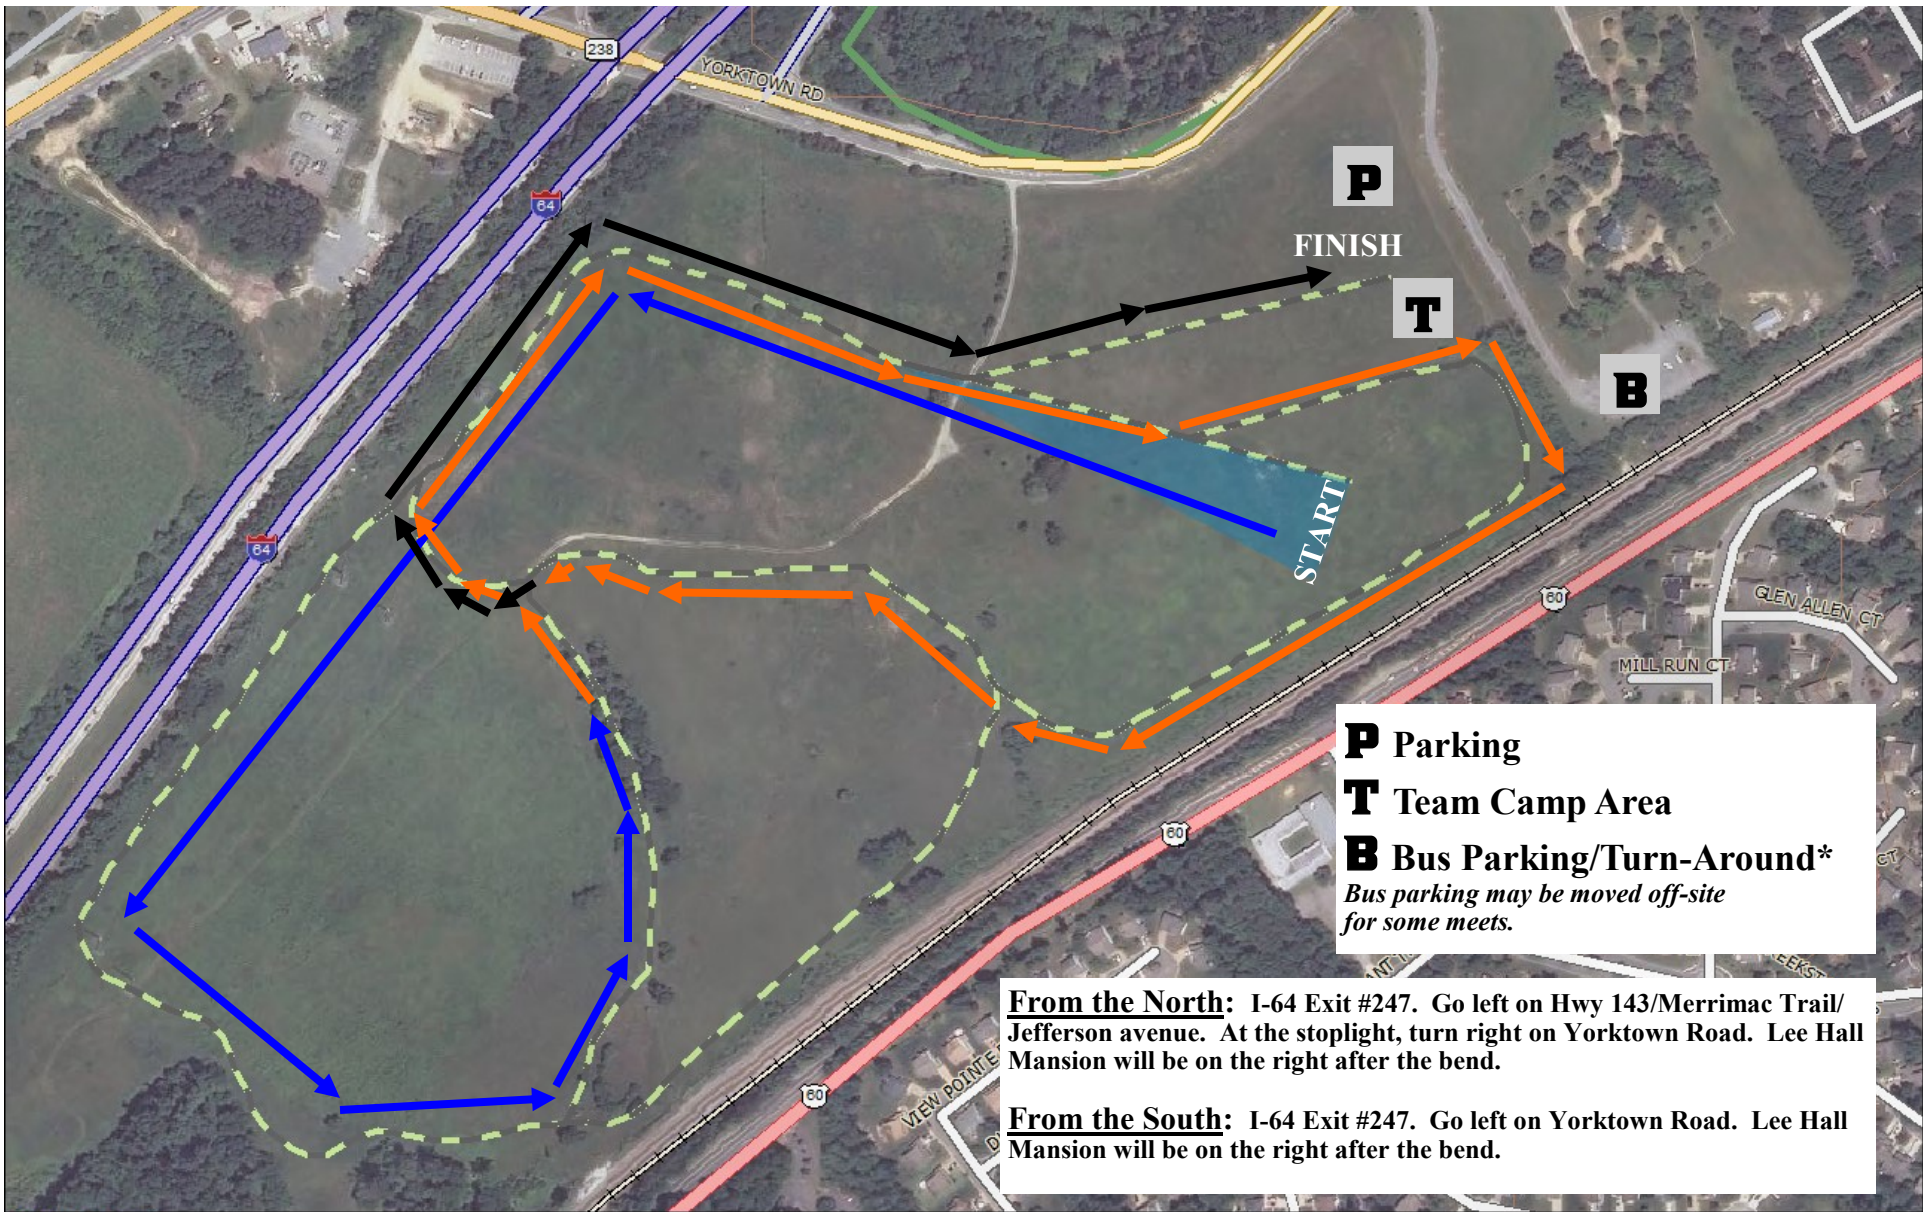 238
YORKTOWN RD
64
P
FINISH
T
B
64
START
60
GLEN ALLEN CT
MILL RUN CT
P Parking
T Team Camp Area
60
B Bus Parking/Turn-Around*
CT
Bus parking may be moved off-site
for some meets.
From the North: I-64 Exit #247. Go left on Hwy 143/Merrimac Trail/
Jefferson avenue. At the stoplight, turn right on Yorktown Road. Lee Hall
Mansion will be on the right after the bend.
60
VIEW POINTE
From the South: I-64 Exit #247. Go left on Yorktown Road. Lee Hall
Mansion will be on the right after the bend.